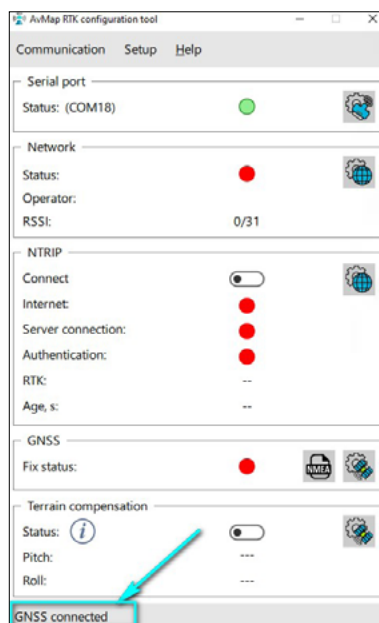 AvMap RTK configuration tool
Communication Setup Help
Serial port
Status: (COM18)
Network
Status:
Operator:
RSSI: 0/31
NTRIP
Connect
Internet:
Server connection:
Authentication:
RTK: --
Age, s: --
GNSS
Fix status: NMEA
Terrain compensation
Status: i
Pitch: ---
Roll: ---
GNSS connected